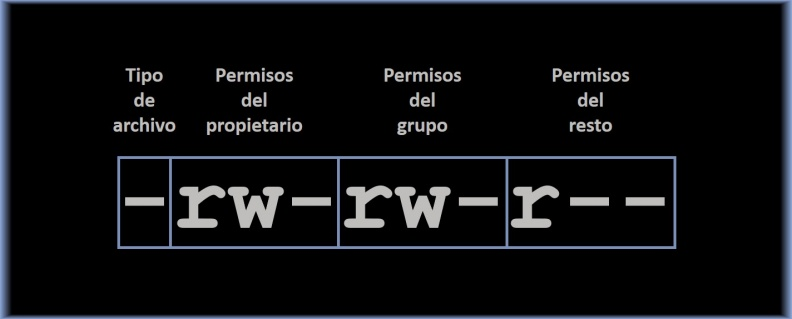 Tipo
de
archivo
Permisos
del
propietario
Permisos
del
grupo
Permisos
del
resto
-rw-rw-r--